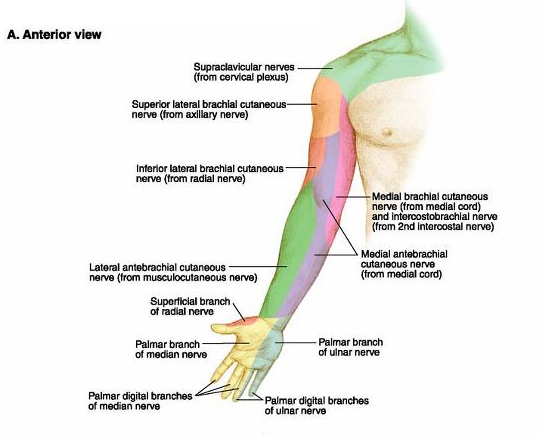 A. Anterior view
Supraclavicular nerves
(from cervical plexus)
Superior lateral brachial cutaneous
nerve (from axillary nerve)
Inferior lateral brachial cutaneous
nerve (from radial nerve)
Medial brachial cutaneous
nerve (from medial cord)
and intercostobrachial nerve
(from 2nd intercostal nerve)
Medial antebrachial
cutaneous nerve
(from medial cord)
Lateral antebrachial cutaneous
nerve (from musculocutaneous nerve)
Superficial branch
of radial nerve
Palmar branch
of median nerve
Palmar branch
of ulnar nerve
Palmar digital branches
of median nerve
Palmar digital branches
of ulnar nerve